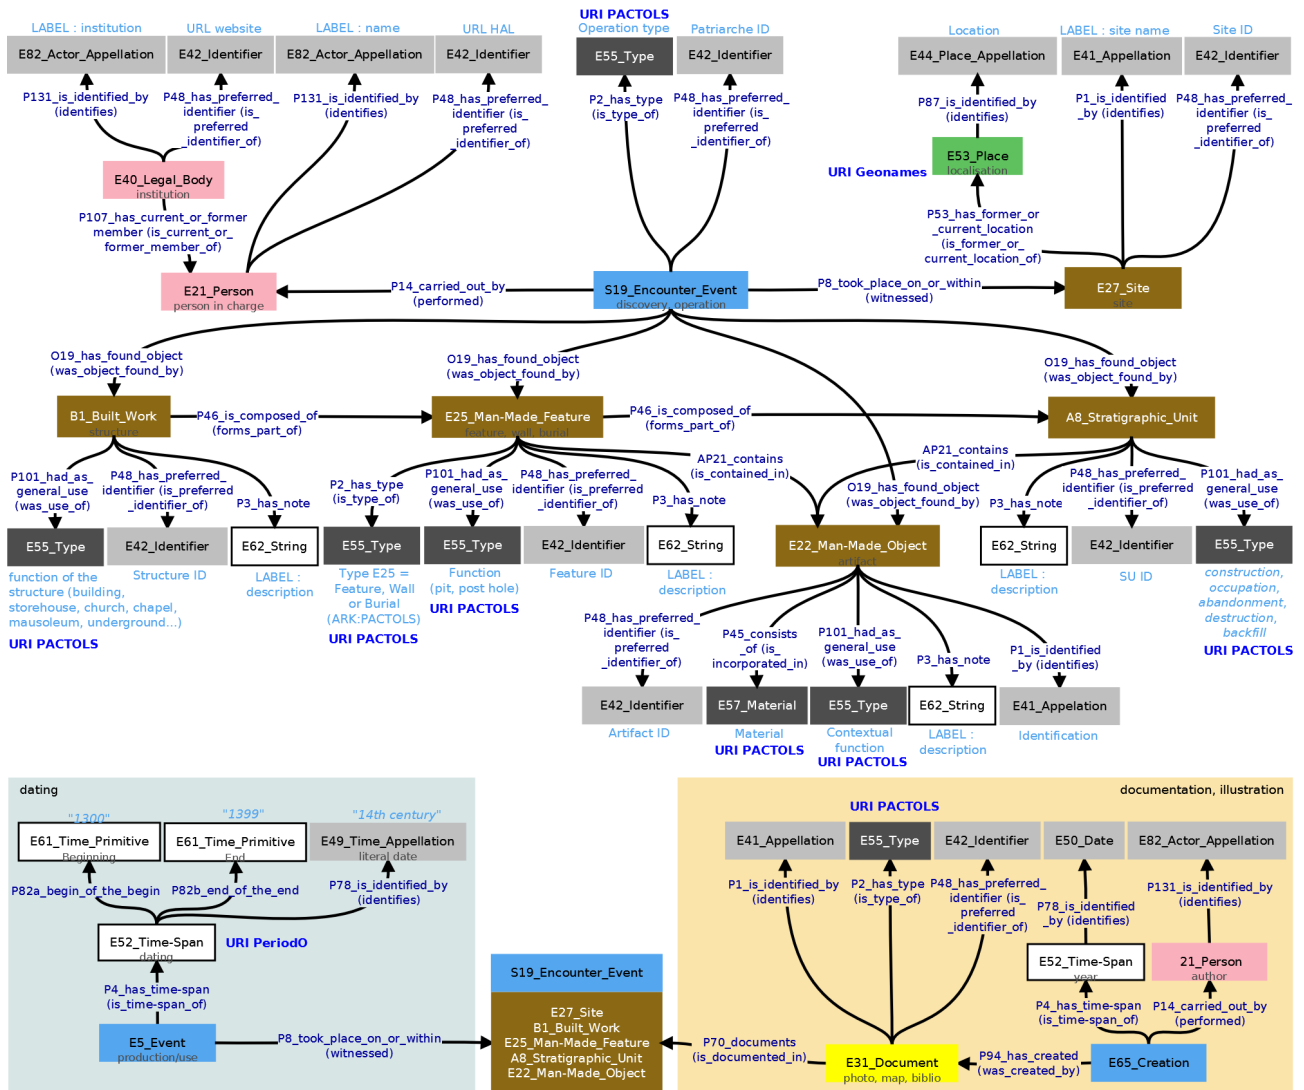 LABEL : institution
E82_Actor_Appellation
URL website
E42_Identifier
LABEL : name
E82_Actor_Appellation
URL HAL
E42_Identifier
URI PACTOLS
Operation type
E55_Type
Patriarche ID
E42_Identifier
Location
E44_Place_Appellation
LABEL : site name
E41_Appellation
Site ID
E42_Identifier
P131_is_identified_by
(identifies)
P48_has_preferred_
identifier (is_
preferred
_identifier_of)
P131_is_identified_by
(identifies)
P48_has_preferred_
identifier (is_
preferred
_identifier_of)
P2_has_type
(is_type_of)
P48_has_preferred_
identifier (is_
preferred
_identifier_of)
P87_is_identified_by
(identifies)
P1_is_identified
_by (identifies)
P48_has_preferred_
identifier (is_
preferred
_identifier_of)
E40_Legal_Body
institution
URI Geonames
E53_Place
localisation
P107_has_current_or_former
member (is_current_or_
former_member_of)
P53_has_former_or
_current_location
(is_former_or_
current_location_of)
E21_Person
person in charge
P14_carried_out_by
(performed)
S19_Encounter_Event
discovery, operation
P8_took_place_on_or_within
(witnessed)
E27_Site
site
O19_has_found_object
(was_object_found_by)
O19_has_found_object
(was_object_found_by)
O19_has_found_object
(was_object_found_by)
B1_Built_Work
structure
P46_is_composed_of
(forms_part_of)
E25_Man-Made_Feature
feature, wall, burial
P46_is_composed_of
(forms_part_of)
A8_Stratigraphic_Unit
P101_had_as_
general_use
(was_use_of)
P48_has_preferred_
identifier (is_preferred
_identifier_of)
P3_has_note
P2_has_type
(is_type_of)
P101_had_as_
general_use
(was_use_of)
P48_has_preferred_
identifier (is_preferred
_identifier_of)
P3_has_note
AP21_contains
(is_contained_in)
O19_has_found_object
(was_object_found_by)
AP21_contains
(is_contained_in)
P3_has_note
P48_has_preferred_
identifier (is_preferred
_identifier_of)
P101_had_as_
general_use
(was_use_of)
E55_Type
E42_Identifier
E62_String
E55_Type
E55_Type
E42_Identifier
E62_String
E22_Man-Made_Object
artifact
E62_String
E42_Identifier
E55_Type
function of the
structure (building,
storehouse, church, chapel,
mausoleum, underground...)
URI PACTOLS
Structure ID
LABEL :
description
Type E25 =
Feature, Wall
or Burial
(ARK:PACTOLS)
URI PACTOLS
Function
(pit, post hole)
URI PACTOLS
Feature ID
LABEL :
description
LABEL :
description
SU ID
construction,
occupation,
abandonment,
destruction,
backfill
URI PACTOLS
P48_has_preferred_
identifier (is_
preferred
_identifier_of)
P45_consists
_of (is_
incorporated_in)
P101_had_as_
general_use
(was_use_of)
P3_has_note
P1_is_identified
_by (identifies)
E42_Identifier
E57_Material
E55_Type
E62_String
E41_Appelation
Artifact ID
Material
URI PACTOLS
Contextual
function
URI PACTOLS
LABEL :
description
Identification
dating
"1300"
E61_Time_Primitive
Beginning
"1399"
E61_Time_Primitive
End
"14th century"
E49_Time_Appellation
literal date
P82a_begin_of_the_begin
P82b_end_of_the_end
P78_is_identified_by
(identifies)
E52_Time-Span
dating
URI PeriodO
P4_has_time-span
(is_time-span_of)
E5_Event
production/use
P8_took_place_on_or_within
(witnessed)
S19_Encounter_Event
E27_Site
B1_Built_Work
E25_Man-Made_Feature
A8_Stratigraphic_Unit
E22_Man-Made_Object
documentation, illustration
URI PACTOLS
E41_Appellation
E55_Type
E42_Identifier
E50_Date
E82_Actor_Appellation
P1_is_identified_by
(identifies)
P2_has_type
(is_type_of)
P48_has_preferred_
identifier (is_
preferred
_identifier_of)
P78_is_identified
_by (identifies)
P131_is_identified_by
(identifies)
E52_Time-Span
year
21_Person
author
P4_has_time-span
(is_time-span_of)
P14_carried_out_by
(performed)
P70_documents
(is_documented_in)
E31_Document
photo, map, biblio
P94_has_created
(was_created_by)
E65_Creation